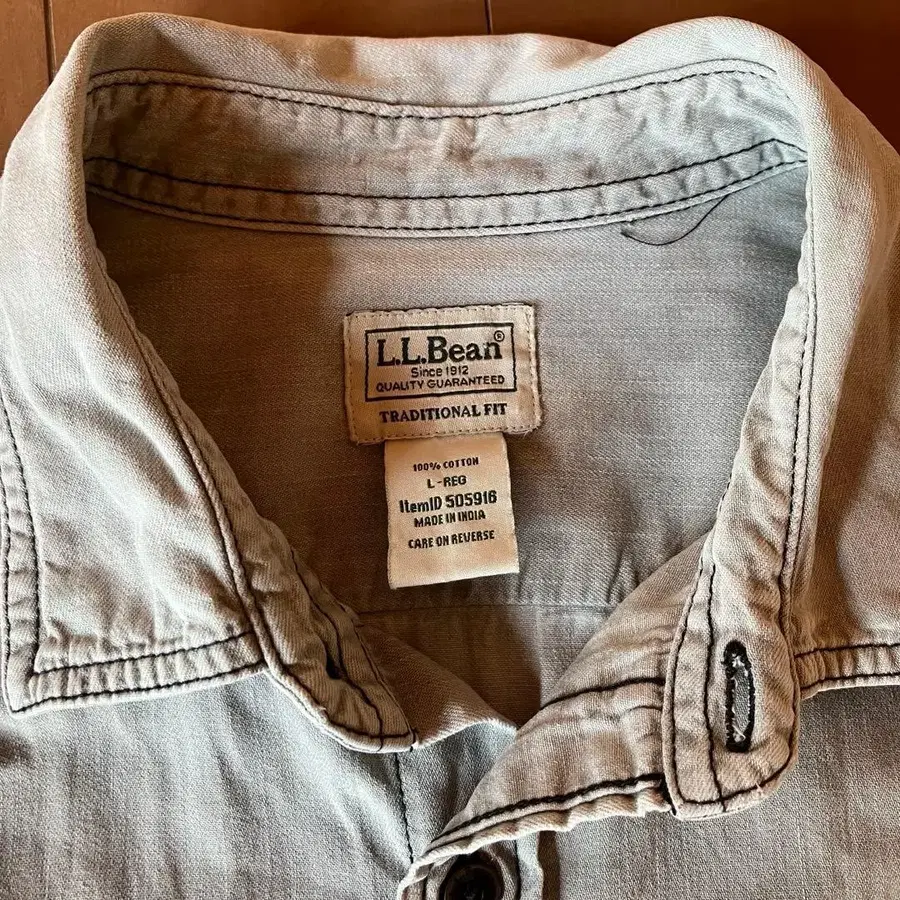 L.L.Bean®
Since 1912
QUALITY GUARANTEED
TRADITIONAL FIT
100% COTTON
L-REG
ItemID 505916
MADE IN INDIA
CARE ON REVERSE